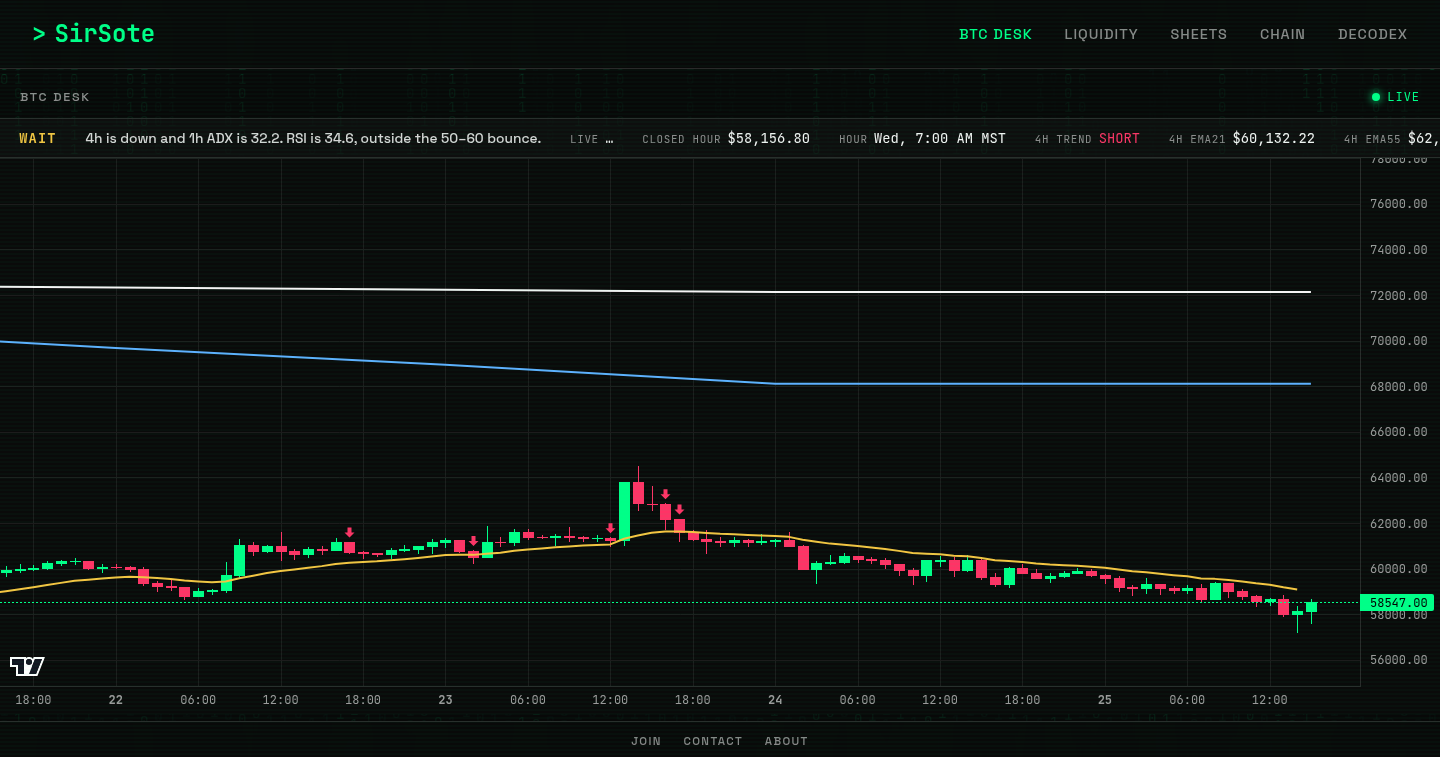 > SirSote
BTC DESK LIQUIDITY SHEETS CHAIN DECODEX
BTC DESK
LIVE
WAIT 4h is down and 1h ADX is 32.2. RSI is 34.6, outside the 50–60 bounce. LIVE … CLOSED HOUR $58,156.80 HOUR Wed, 7:00 AM MST 4H TREND SHORT 4H EMA21 $60,132.22 4H EMA55 $62,
78000.00
76000.00
74000.00
72000.00
70000.00
68000.00
66000.00
64000.00
62000.00
60000.00
58547.00
58000.00
56000.00
18:00 22 06:00 12:00 18:00 23 06:00 12:00 18:00 24 06:00 12:00 18:00 25 06:00 12:00
JOIN CONTACT ABOUT